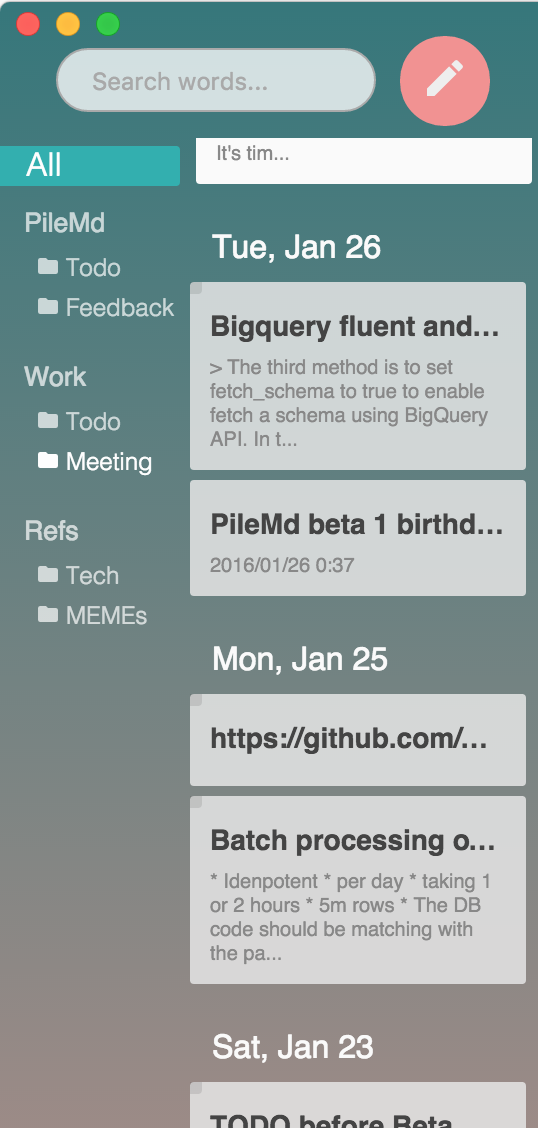 Search words...
All
PileMd
Todo
Feedback
Work
Todo
Meeting
Refs
Tech
MEMEs
It's tim...
Tue, Jan 26
Bigquery fluent and...
> The third method is to set
fetch_schema to true to enable
fetch a schema using BigQuery
API. In t...
PileMd beta 1 birthd...
2016/01/26 0:37
Mon, Jan 25
https://github.com/...
Batch processing o...
* Idenpotent * per day * taking 1
or 2 hours * 5m rows * The DB
code should be matching with
the pa...
Sat, Jan 23
TODO before Beta